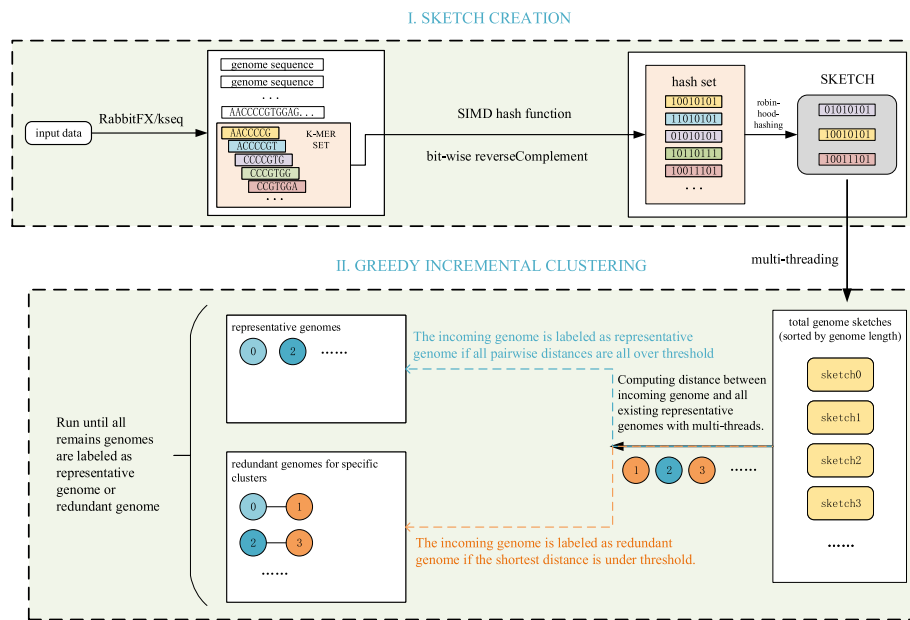 I. SKETCH CREATION
input data
RabbitFX/kseq
genome sequence
genome sequence
...
AACCCCGTGGAG...
K-MER
SET
AACCCCG
ACCCCGT
CCCCGTG
CCCGTGG
CCGTGGA
...
SIMD hash function
bit-wise reverseComplement
hash set
10010101
11010101
01010101
10110111
10011101
...
robin-
hood-
hashing
SKETCH
01010101
10010101
10011101
multi-threading
II. GREEDY INCREMENTAL CLUSTERING
Run until all
remains genomes
are labeled as
representative
genome or
redundant genome
representative genomes
0
2
......
redundant genomes for specific
clusters
0
1
2
3
......
The incoming genome is labeled as representative
genome if all pairwise distances are all over threshold
Computing distance between
incoming genome and all
existing representative
genomes with multi-threads.
1
2
3
......
The incoming genome is labeled as redundant
genome if the shortest distance is under threshold.
total genome sketches
(sorted by genome length)
sketch0
sketch1
sketch2
sketch3
......